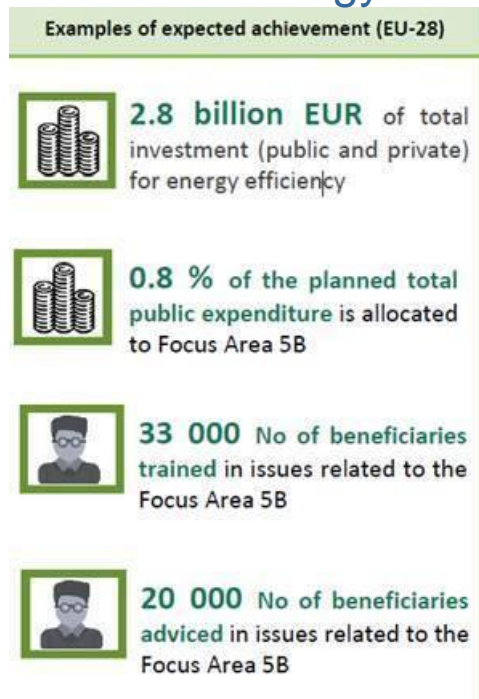 Examples of expected achievement (EU-28)
2.8 billion EUR of total
investment (public and private)
for energy efficiency
0.8 % of the planned total
public expenditure is allocated
to Focus Area 5B
33 000 No of beneficiaries
trained in issues related to the
Focus Area 5B
20 000 No of beneficiaries
adviced in issues related to the
Focus Area 5B